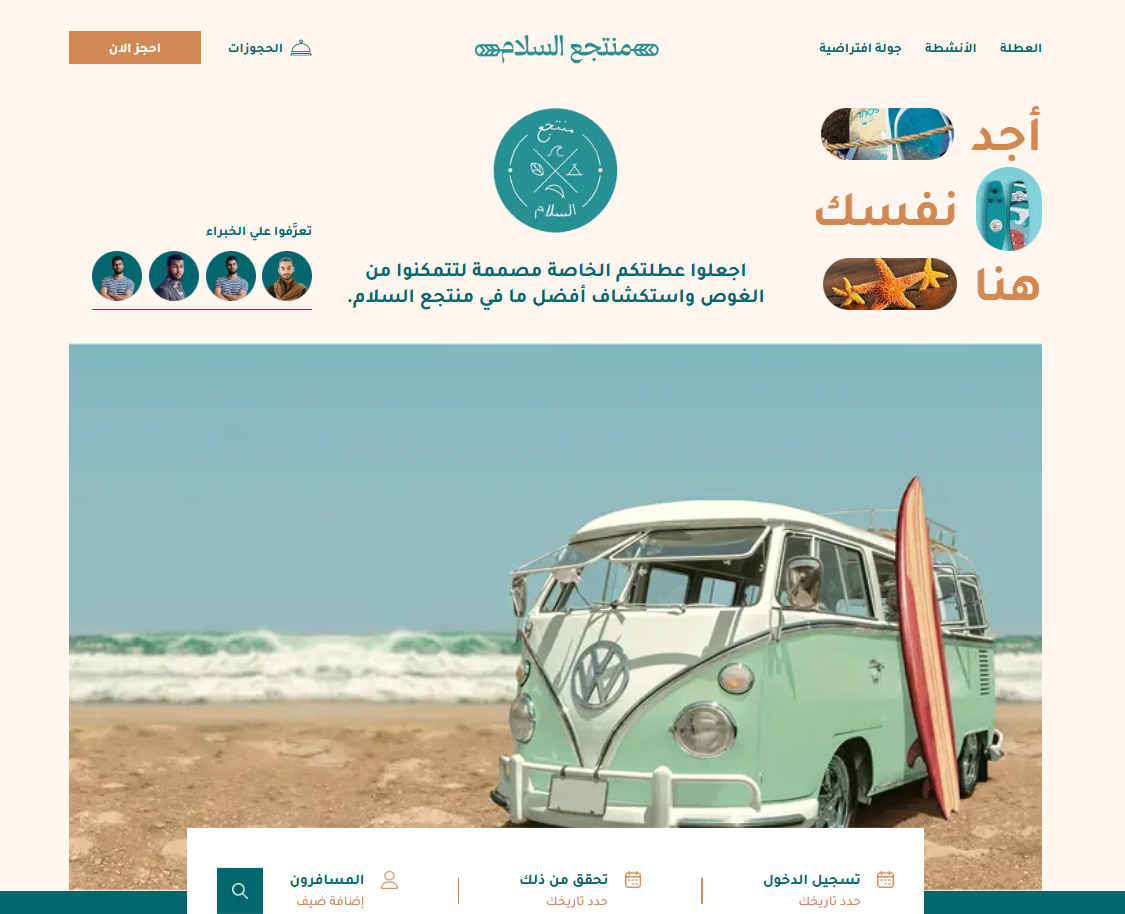 العطلة
الأنشطة
جولة افتراضية
منتجع السلام
الحجوزات
احجز الان
أجد
نفسك
هنا
منتجع
السلام
اجعلوا عطلتكم الخاصة مصممة لتتمكنوا من
الغوص واستكشاف أفضل ما في منتجع السلام.
تعرَّفوا علي الخبراء
تسجيل الدخول
حدد تاريخك
تحقق من ذلك
حدد تاريخك
المسافرون
إضافة ضيف